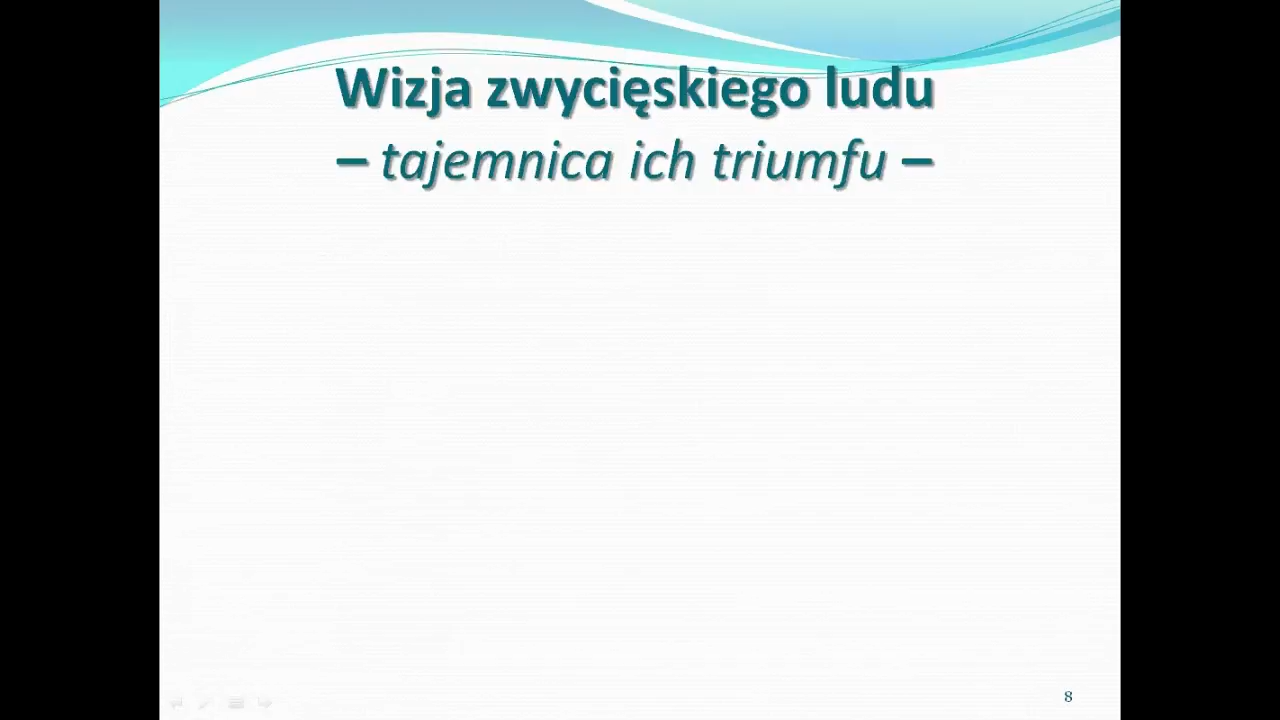 Wizja zwycięskiego ludu
– tajemnica ich triumfu –
8